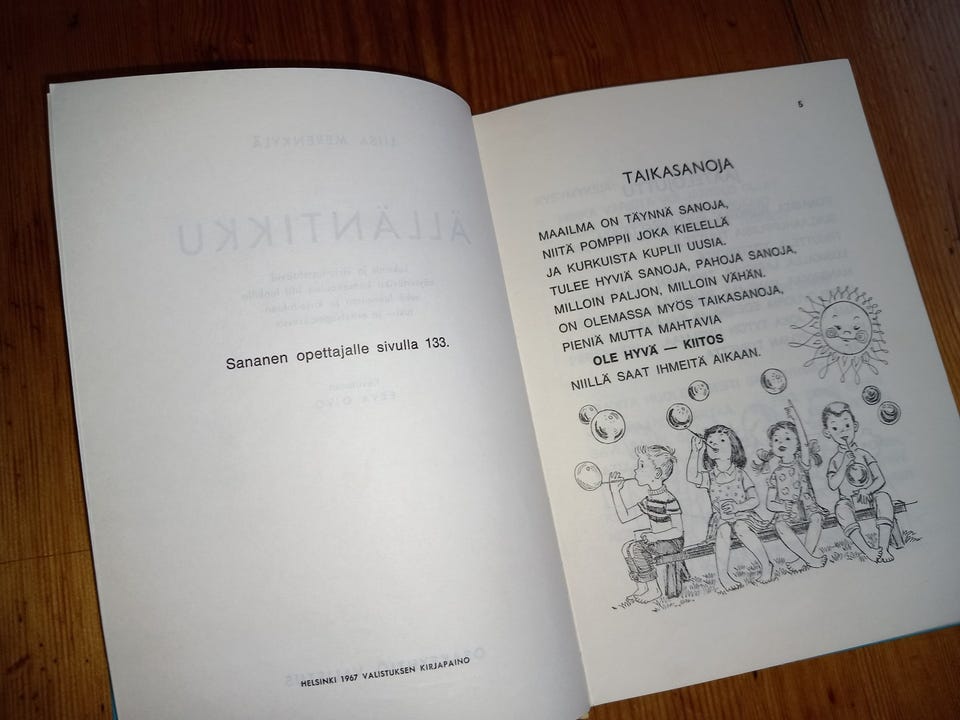 Sananen opettajalle sivulla 133.
HELSINKI 1967 VALISTUKSEN KIRJAPAINO
5
TAIKASANOJA
MAAILMA ON TÄYNNÄ SANOJA,
NIITÄ POMPPII JOKA KIELELLÄ
JA KURKUISTA KUPLII UUSIA.
TULEE HYVIÄ SANOJA, PAHOJA SANOJA,
MILLOIN PALJON, MILLOIN VÄHÄN.
ON OLEMASSA MYÖS TAIKASANOJA,
PIENIÄ MUTTA MAHTAVIA
OLE HYVÄ — KIITOS
NIILLÄ SAAT IHMEITÄ AIKAAN.